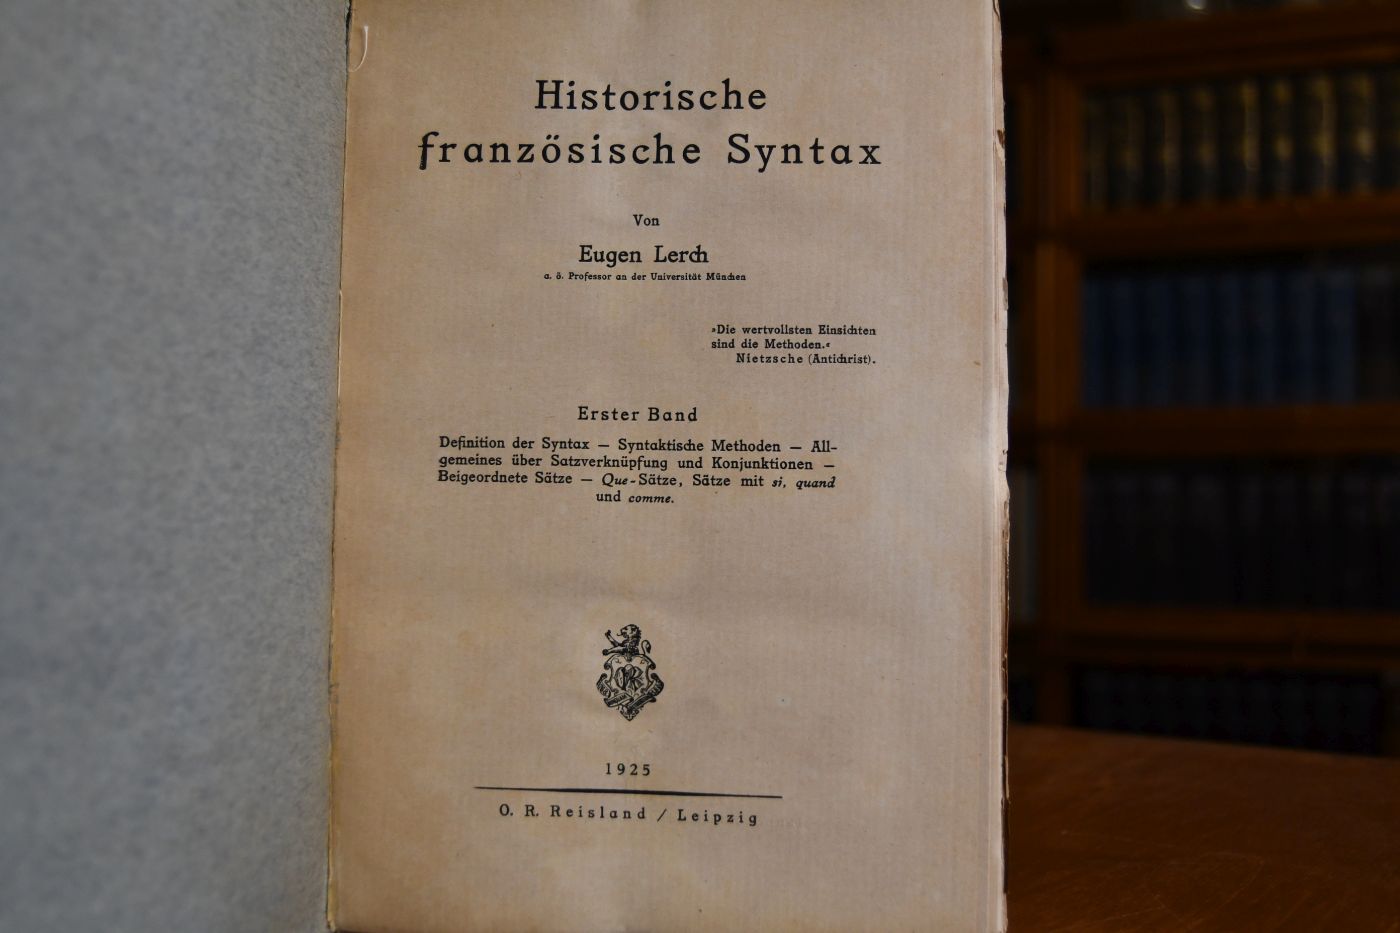 Historische
französische Syntax
Von
Eugen Lerch
a. ö. Professor an der Universität München
»Die wertvollsten Einsichten
sind die Methoden.«
Nietzsche (Antichrist).
Erster Band
Definition der Syntax — Syntaktische Methoden — All-
gemeines über Satzverknüpfung und Konjunktionen —
Beigeordnete Sätze — Que-Sätze, Sätze mit si, quand
und comme.
1925
O. R. Reisland / Leipzig